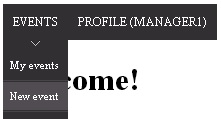 EVENTS PROFILE (MANAGER1)
My events
come!
New event